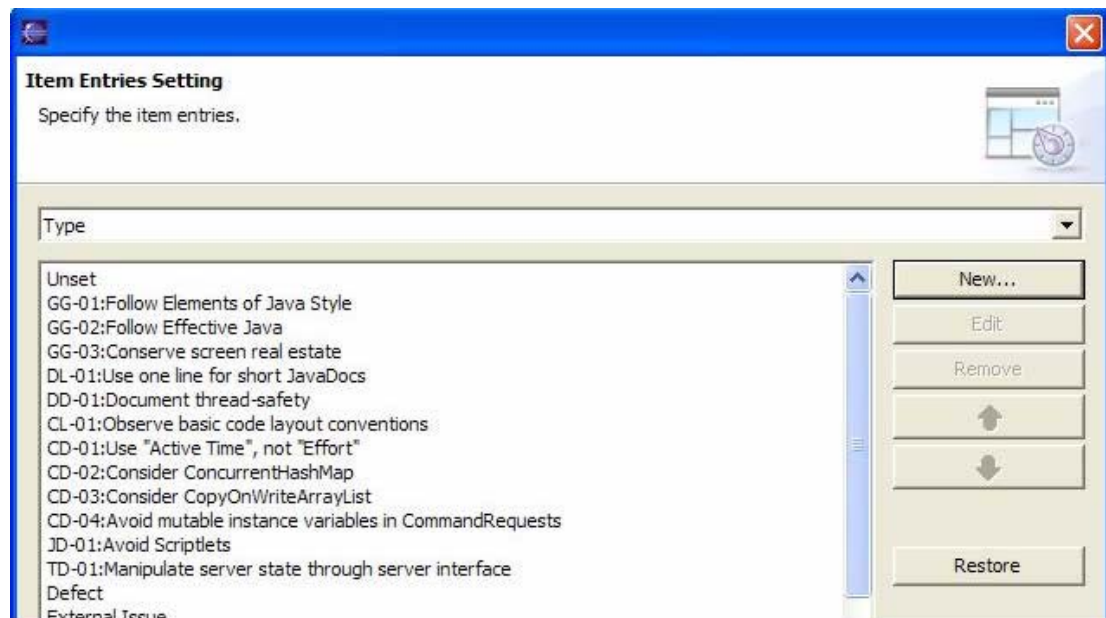 Item Entries Setting
Specify the item entries.
Type
Unset
GG-01:Follow Elements of Java Style
GG-02:Follow Effective Java
GG-03:Conserve screen real estate
DL-01:Use one line for short JavaDocs
DD-01:Document thread-safety
CL-01:Observe basic code layout conventions
CD-01:Use "Active Time", not "Effort"
CD-02:Consider ConcurrentHashMap
CD-03:Consider CopyOnWriteArrayList
CD-04:Avoid mutable instance variables in CommandRequests
JD-01:Avoid Scriptlets
TD-01:Manipulate server state through server interface
Defect
External Issue
New...
Edit
Remove
Restore